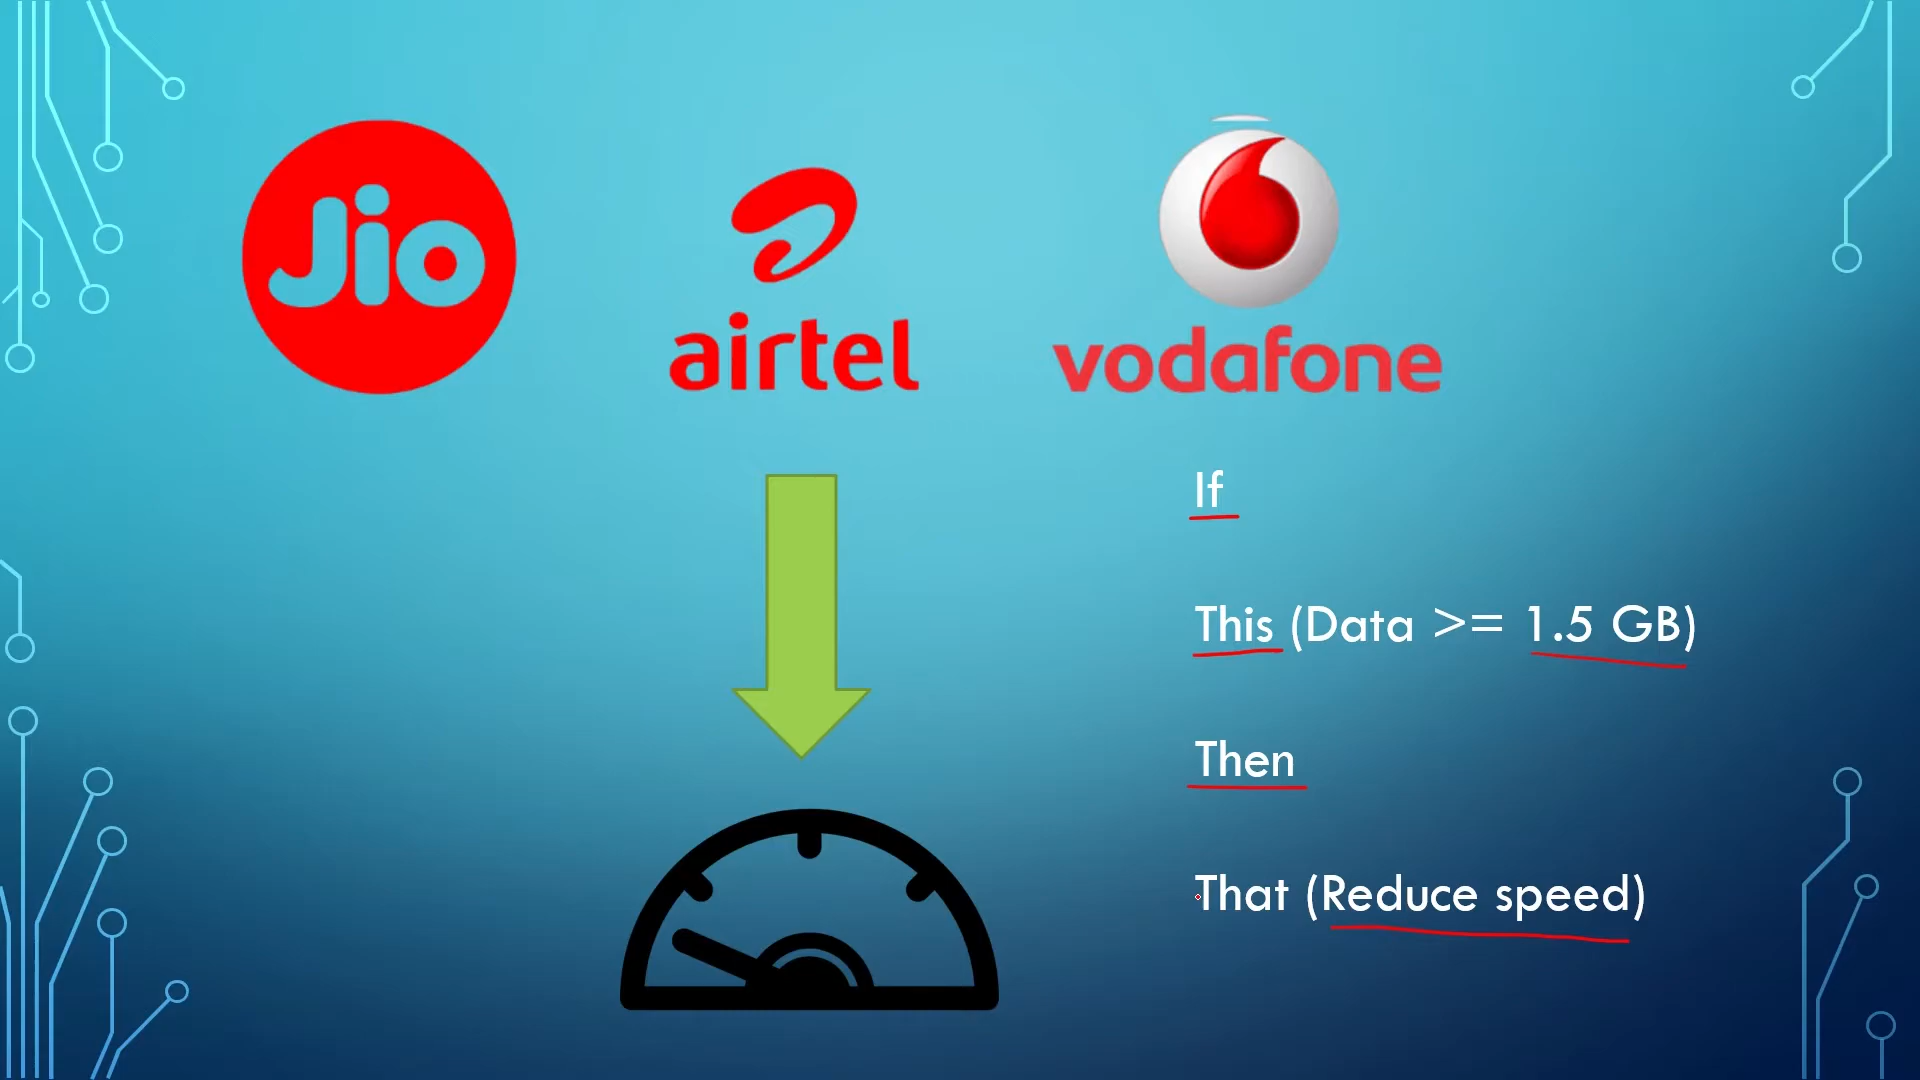 Jio
airtel
vodafone
If
This (Data >= 1.5 GB)
Then
That (Reduce speed)